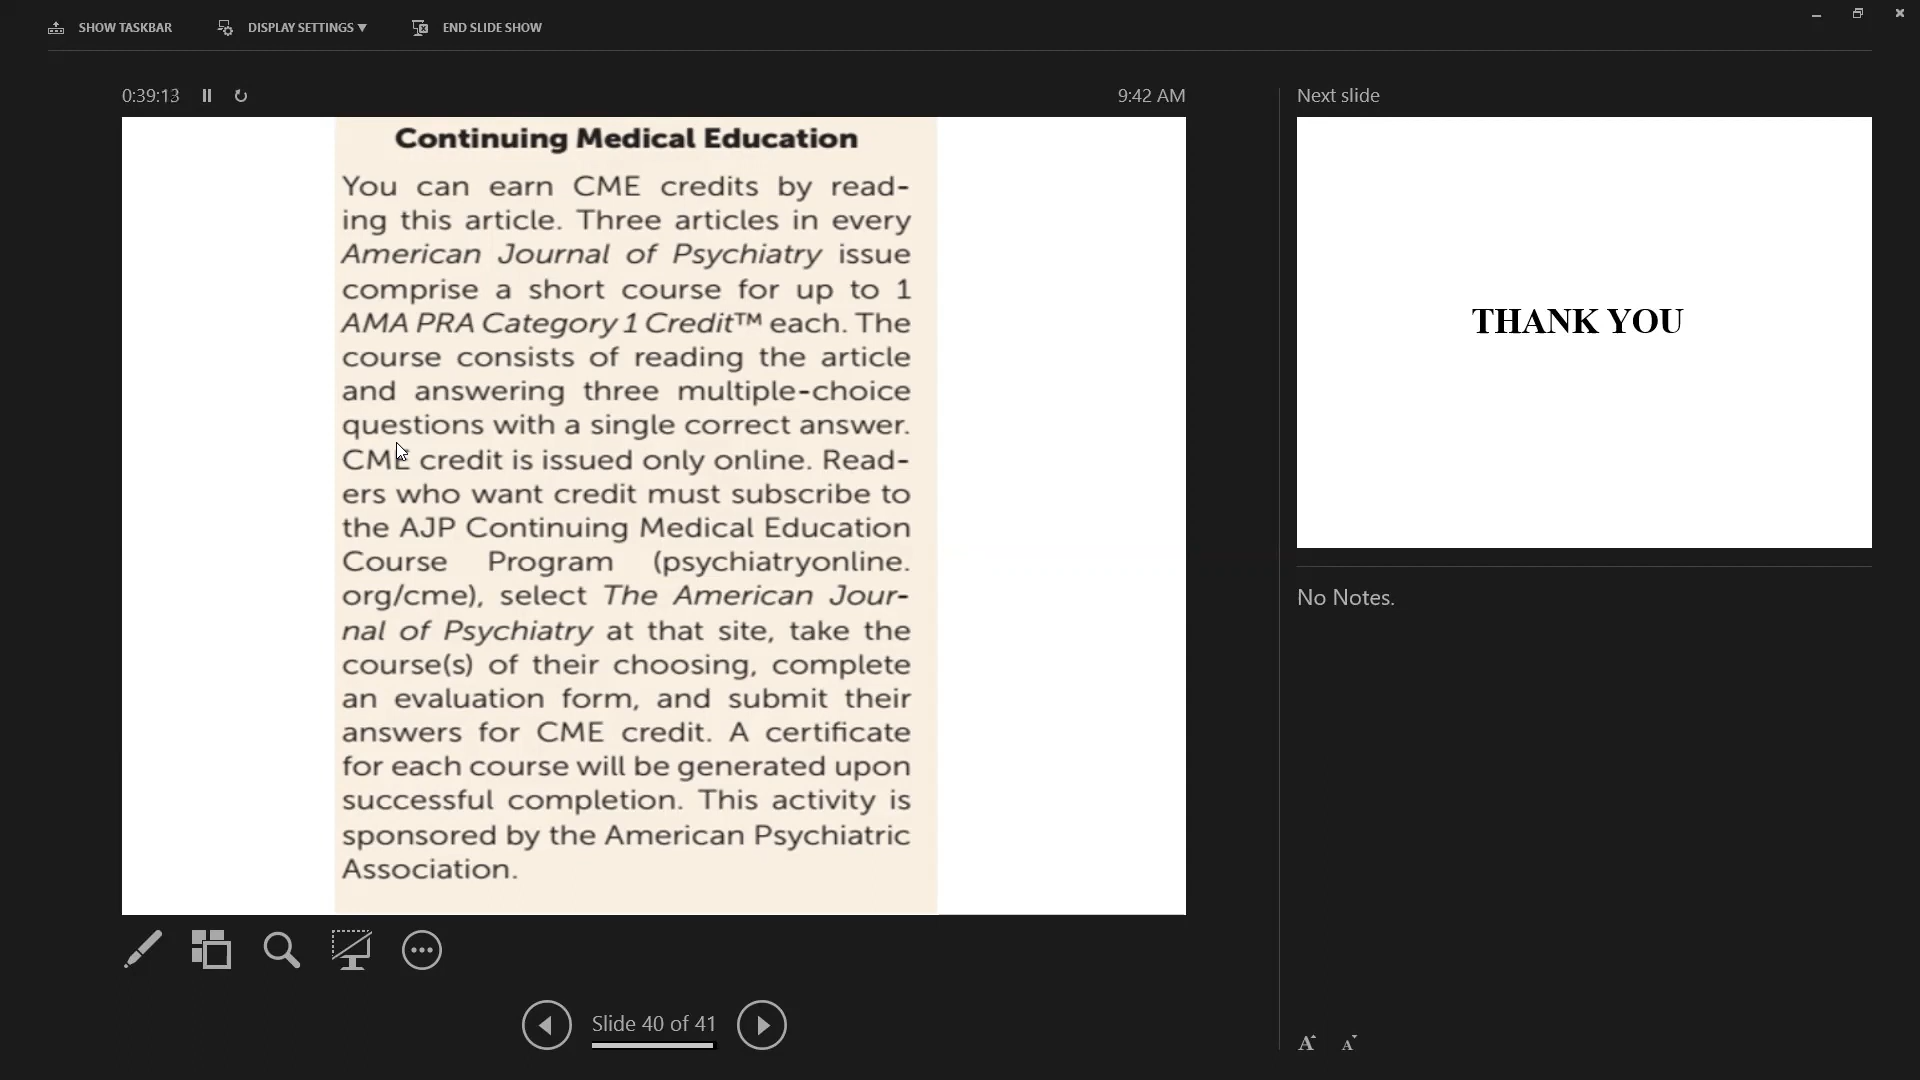 SHOW TASKBAR
DISPLAY SETTINGS ▼
END SLIDE SHOW
0:39:13
9:42 AM
Continuing Medical Education
You can earn CME credits by read-
ing this article. Three articles in every
American Journal of Psychiatry issue
comprise a short course for up to 1
AMA PRA Category 1 Credit™ each. The
course consists of reading the article
and answering three multiple-choice
questions with a single correct answer.
CME credit is issued only online. Read-
ers who want credit must subscribe to
the AJP Continuing Medical Education
Course Program (psychiatryonline.
org/cme), select The American Jour-
nal of Psychiatry at that site, take the
course(s) of their choosing, complete
an evaluation form, and submit their
answers for CME credit. A certificate
for each course will be generated upon
successful completion. This activity is
sponsored by the American Psychiatric
Association.
Slide 40 of 41
Next slide
THANK YOU
No Notes.
A
A